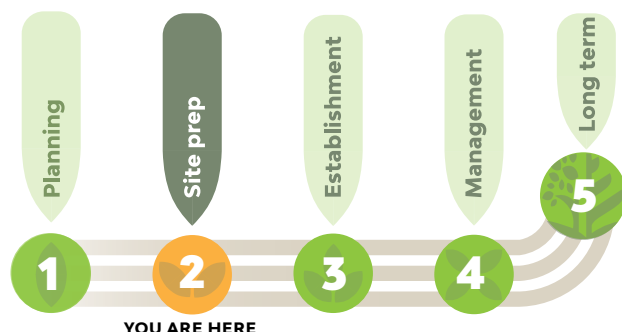 Planning
Site prep
Establishment
Management
Long term
1
2
3
4
5
YOU ARE HERE